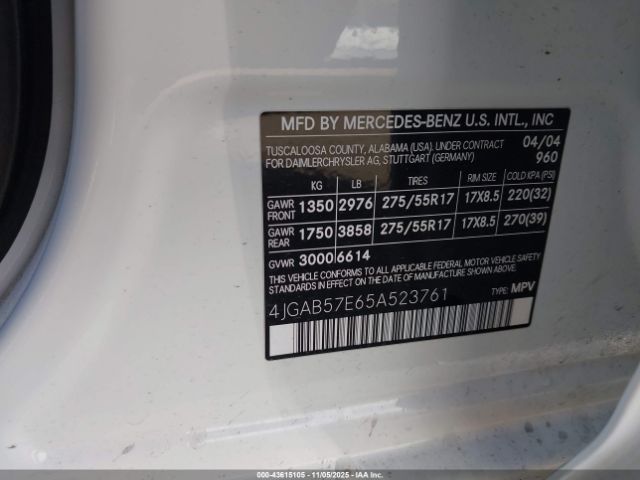 MFD BY MERCEDES-BENZ U.S. INTL., INC
TUSCALOOSA COUNTY, ALABAMA (USA). UNDER CONTRACT 04/04
FOR DAIMLERCHRYSLER AG, STUTTGART (GERMANY) 960
KG LB TIRES RIM SIZE COLD KPA (PSI)
GAWR FRONT 1350 2976 275/55R17 17X8.5 220(32)
GAWR REAR 1750 3858 275/55R17 17X8.5 270(39)
GVWR 3000 6614
THIS VEHICLE CONFORMS TO ALL APPLICABLE FEDERAL MOTOR VEHICLE SAFETY
STANDARDS IN EFFECT ON THE DATE OF MANUFACTURE SHOWN ABOVE.
4JGAB57E65A523761 TYPE: MPV
000-43615105 11/05/2025 IAA Inc.